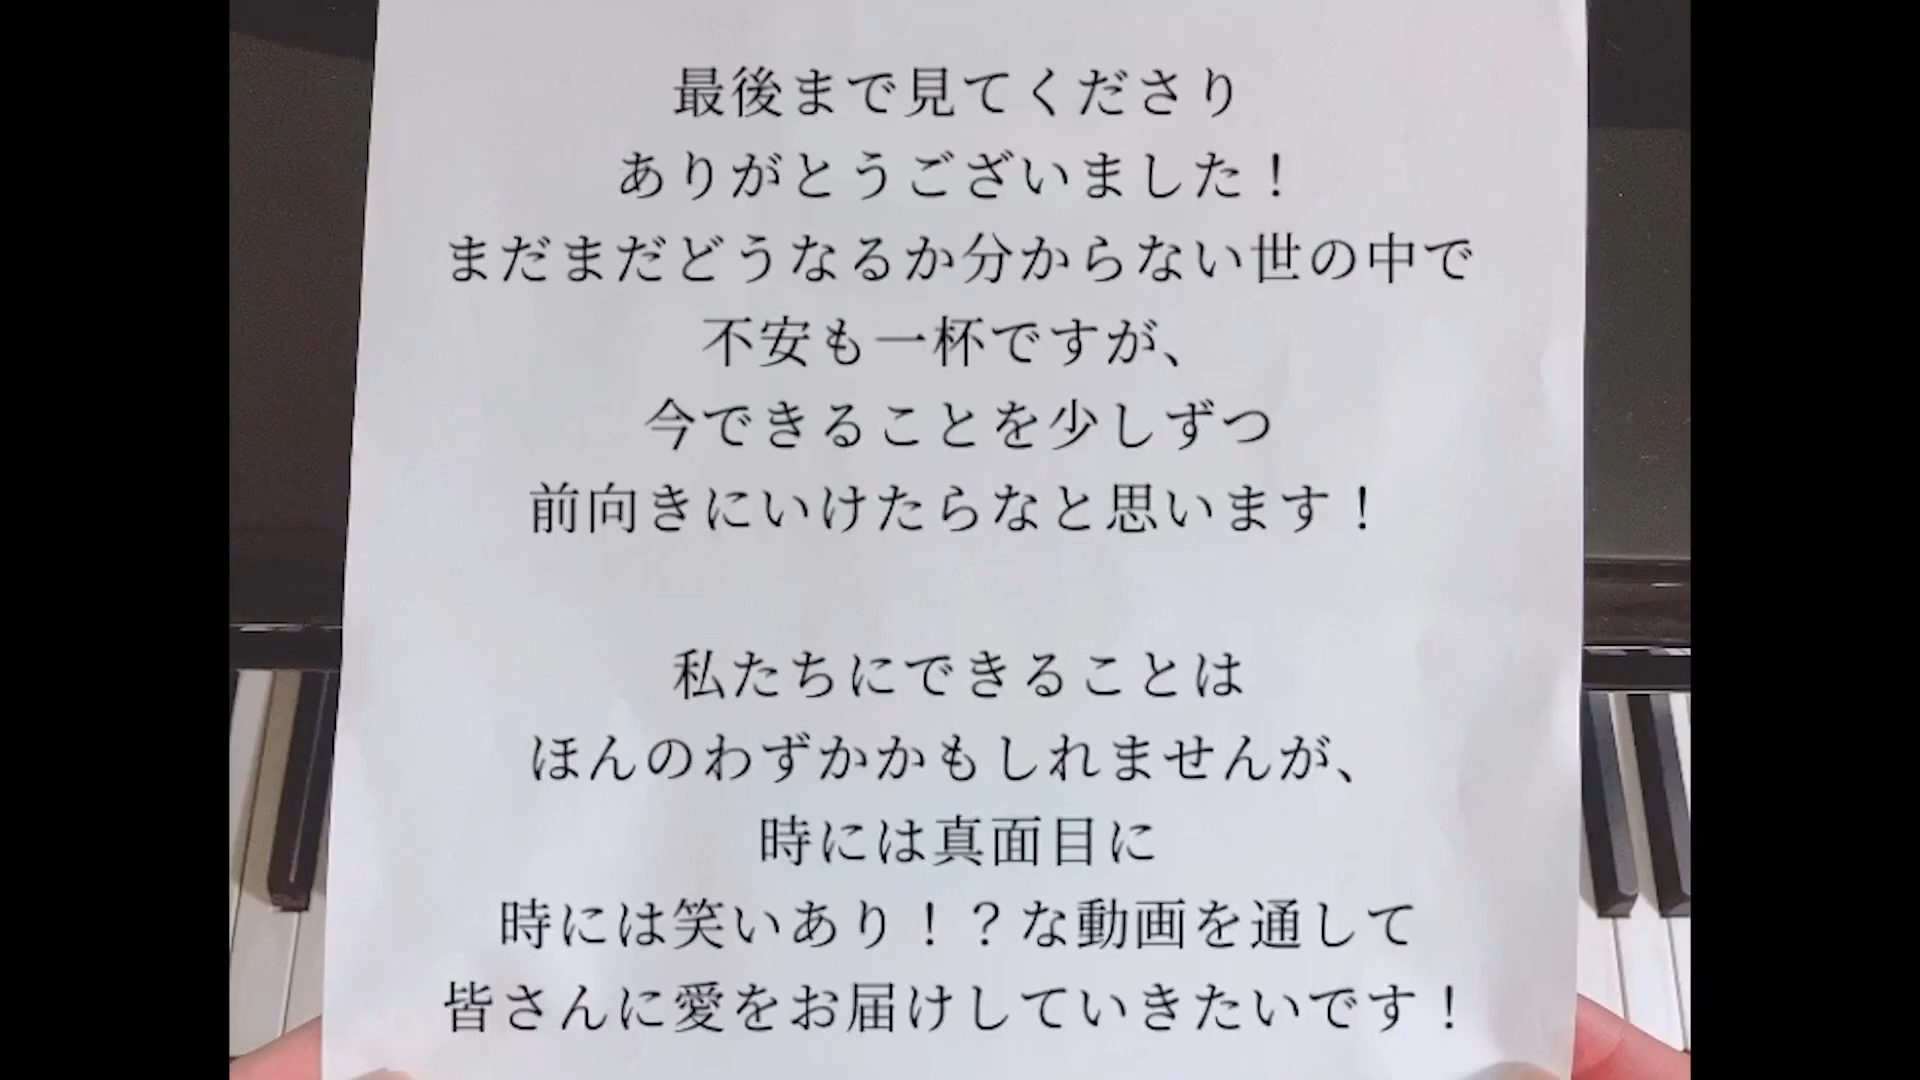 最後まで見てくださり
ありがとうございました！
まだまだどうなるか分からない世の中で
不安も一杯ですが、
今できることを少しずつ
前向きにいけたらなと思います！
私たちにできることは
ほんのわずかかもしれませんが、
時には真面目に
時には笑いあり！？な動画を通して
皆さんに愛をお届けしていきたいです！